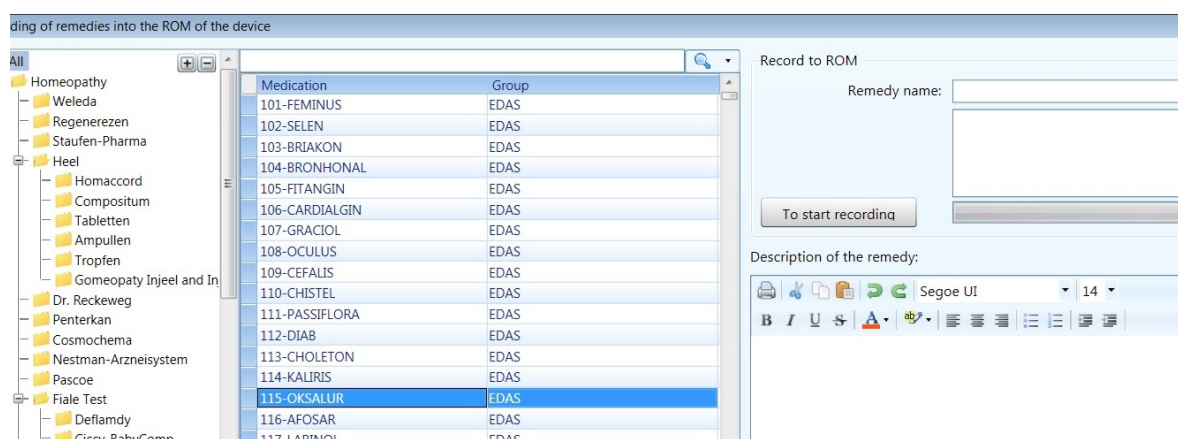 ding of remedies into the ROM of the device
All
Homeopathy
Weleda
Regenerezen
Staufen-Pharma
Heel
Homaccord
Compositum
Tabletten
Ampullen
Tropfen
Gomeopaty Injeel and In
Dr. Reckeweg
Penterkan
Cosmochema
Nestman-Arzneisystem
Pascoe
Fiale Test
Deflamdy
Medication Group
101-FEMINUS EDAS
102-SELEN EDAS
103-BRIAKON EDAS
104-BRONHONAL EDAS
105-FITANGIN EDAS
106-CARDIALGIN EDAS
107-GRACIOL EDAS
108-OCULUS EDAS
109-CEFALIS EDAS
110-CHISTEL EDAS
111-PASSIFLORA EDAS
112-DIAB EDAS
113-CHOLETON EDAS
114-KALIRIS EDAS
115-OKSALUR EDAS
116-AFOSAR EDAS
Record to ROM
Remedy name:
To start recording
Description of the remedy:
Segoe UI 14
B I U S A ab